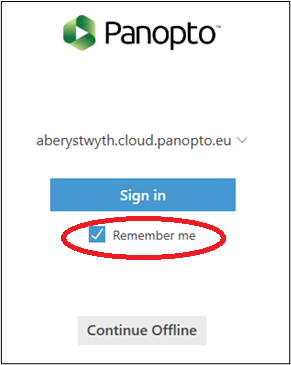 Panopto
aberystwyth.cloud.panopto.eu
Sign in
Remember me
Continue Offline